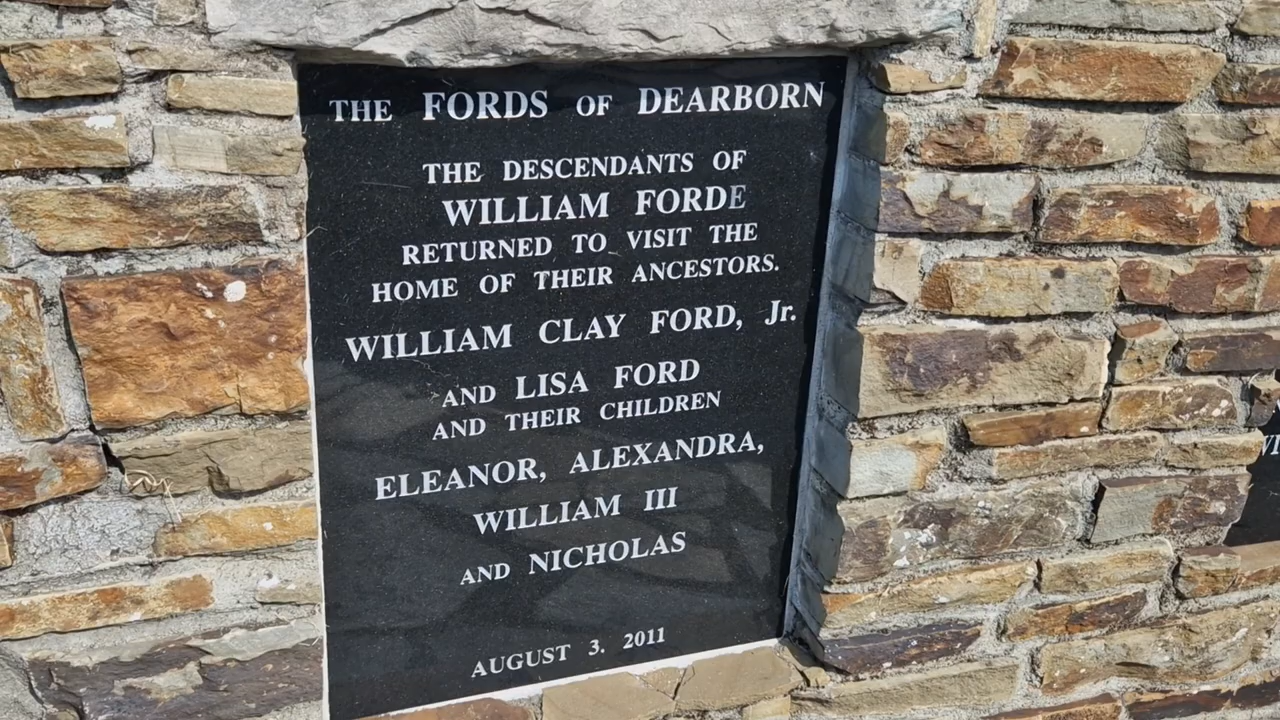 THE FORDS OF DEARBORN
THE DESCENDANTS OF
WILLIAM FORDE
RETURNED TO VISIT THE
HOME OF THEIR ANCESTORS.
WILLIAM CLAY FORD, Jr.
AND LISA FORD
AND THEIR CHILDREN
ELEANOR, ALEXANDRA,
WILLIAM III
AND NICHOLAS
AUGUST 3. 2011